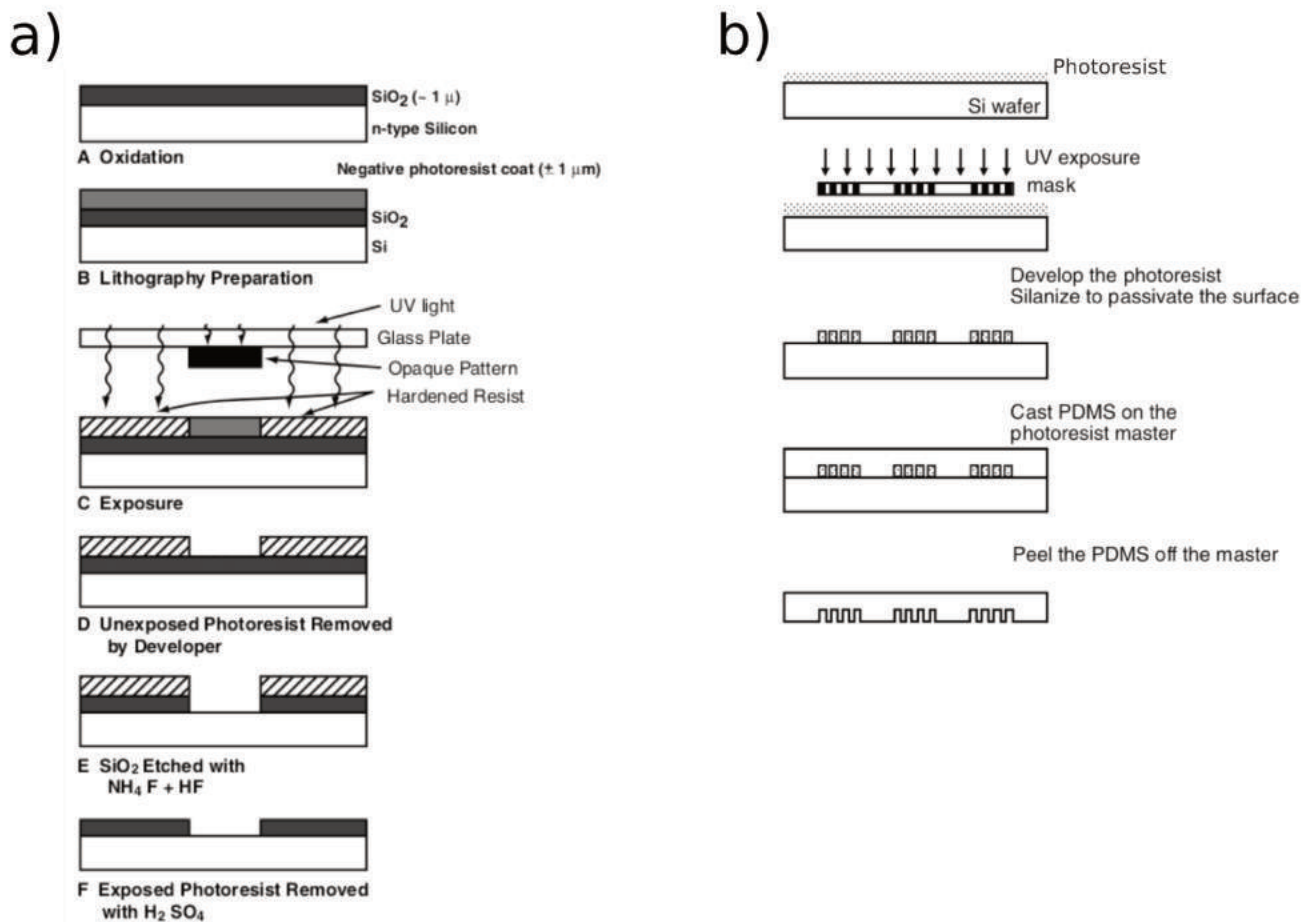 a)
SiO2 (~ 1 μ)
n-type Silicon
A Oxidation
Negative photoresist coat (± 1 μm)
SiO2
Si
B Lithography Preparation
UV light
Glass Plate
Opaque Pattern
Hardened Resist
C Exposure
D Unexposed Photoresist Removed
by Developer
E SiO2 Etched with
NH4 F + HF
F Exposed Photoresist Removed
with H2 SO4
b)
Photoresist
Si wafer
UV exposure
mask
Develop the photoresist
Silanize to passivate the surface
Cast PDMS on the
photoresist master
Peel the PDMS off the master